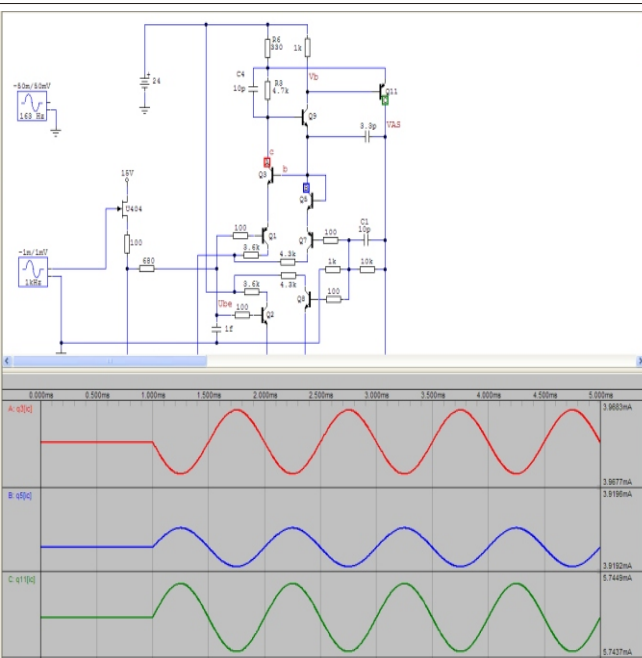 R6
330
1k
C4
10p
R8
4.7k
Vb
Q11
24
-50m/50mV
163 Hz
Q9
3.3p
VAS
c
Q3
b
15V
U404
Q5
100
-1m/1mV
1kHz
680
100
Q1
3.6k
4.3k
Q7
100
C1
10p
1k
10k
3.6k
4.3k
Ube
100
Q2
Q8
100
1f
0.000ms 0.500ms 1.000ms 1.500ms 2.000ms 2.500ms 3.000ms 3.500ms 4.000ms 4.500ms 5.000ms
A: q3[ic]
3.9683mA
3.9677mA
B: q5[ic]
3.9196mA
3.9192mA
C: q11[ic]
5.7449mA
5.7437mA